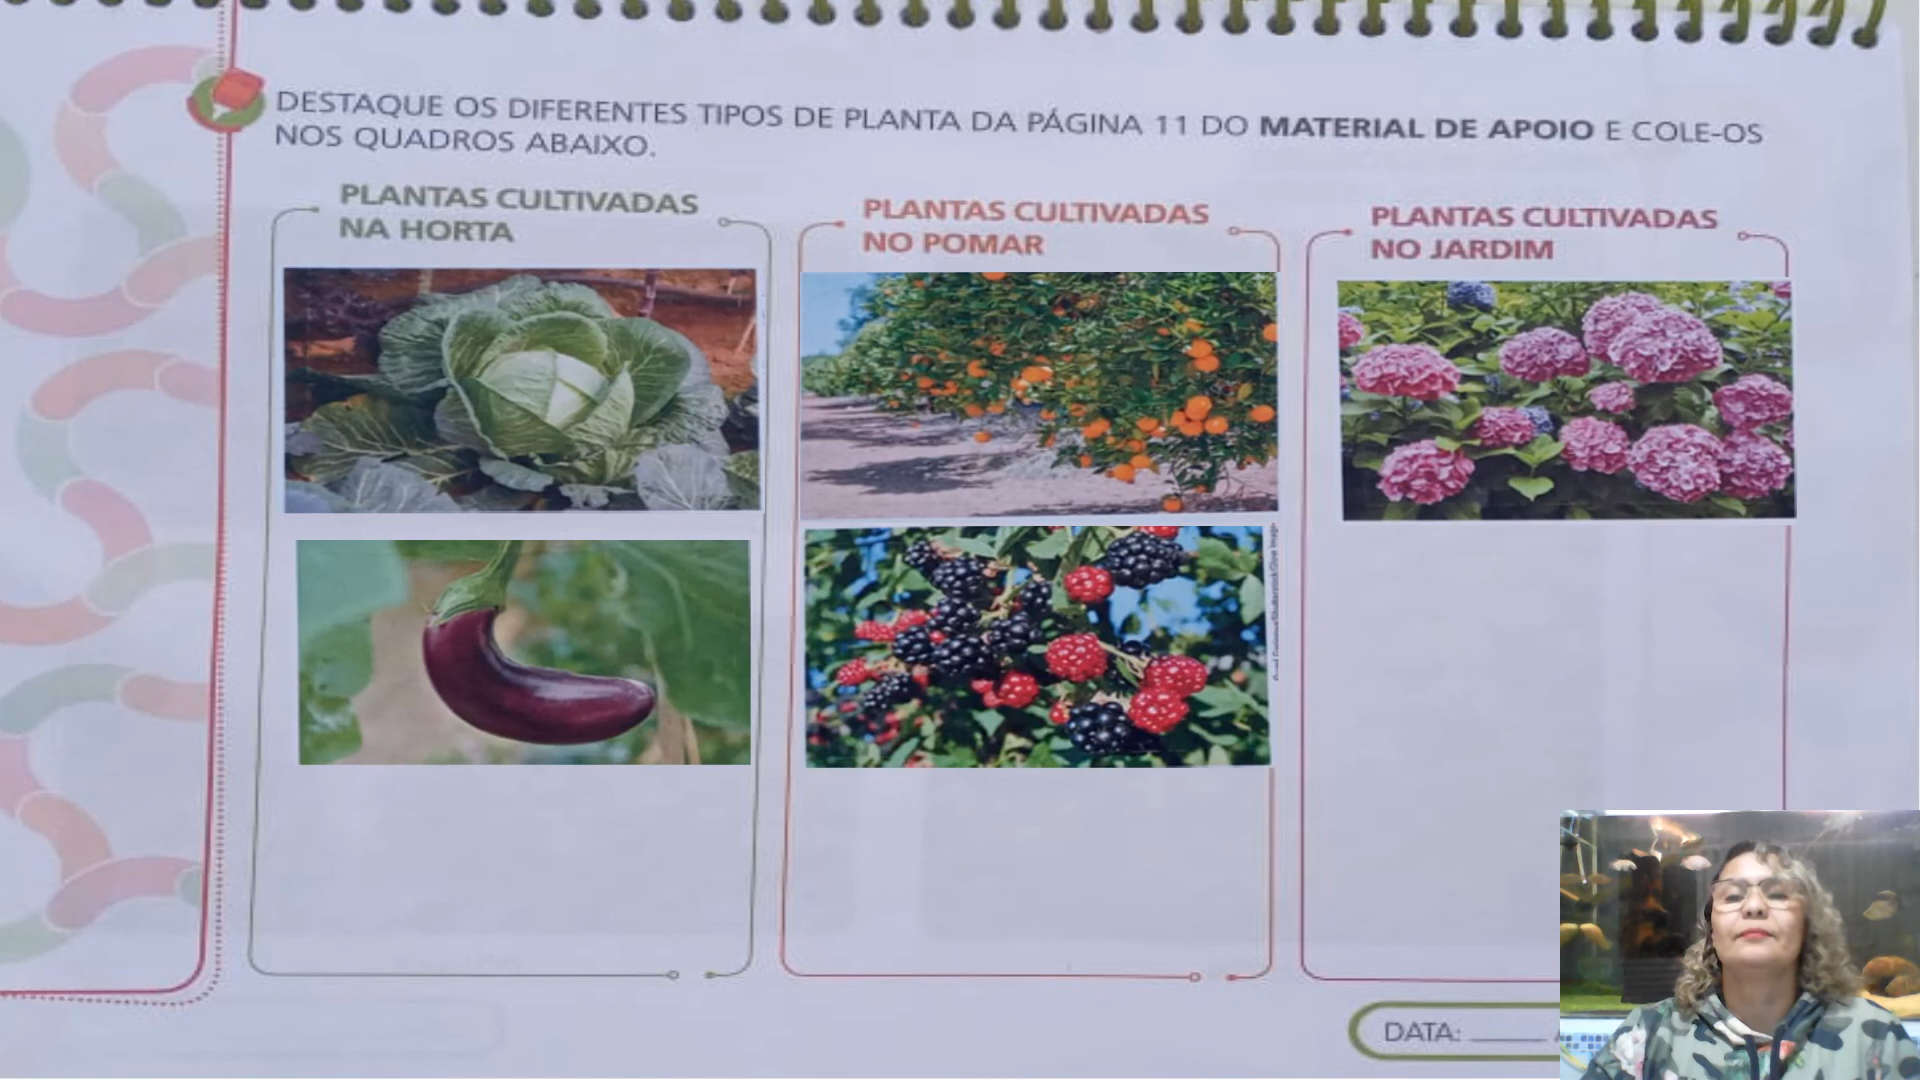 DESTAQUE OS DIFERENTES TIPOS DE PLANTA DA PÁGINA 11 DO MATERIAL DE APOIO E COLE-OS
NOS QUADROS ABAIXO.
PLANTAS CULTIVADAS
NA HORTA
PLANTAS CULTIVADAS
NO POMAR
PLANTAS CULTIVADAS
NO JARDIM
DATA: